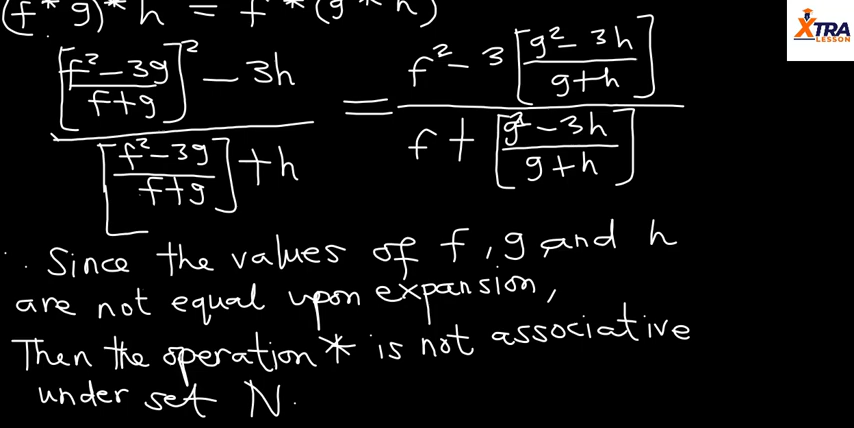 (f * g) * h = f * (g * h)
XTRA
LESSON
[f² – 3g / f + g]² – 3h / [f² – 3g / f + g] + h = f² – 3[g² – 3h / g + h] / f + [g² – 3h / g + h]
∴ Since the values of f, g and h
are not equal upon expansion,
Then the operation * is not associative
under set N.